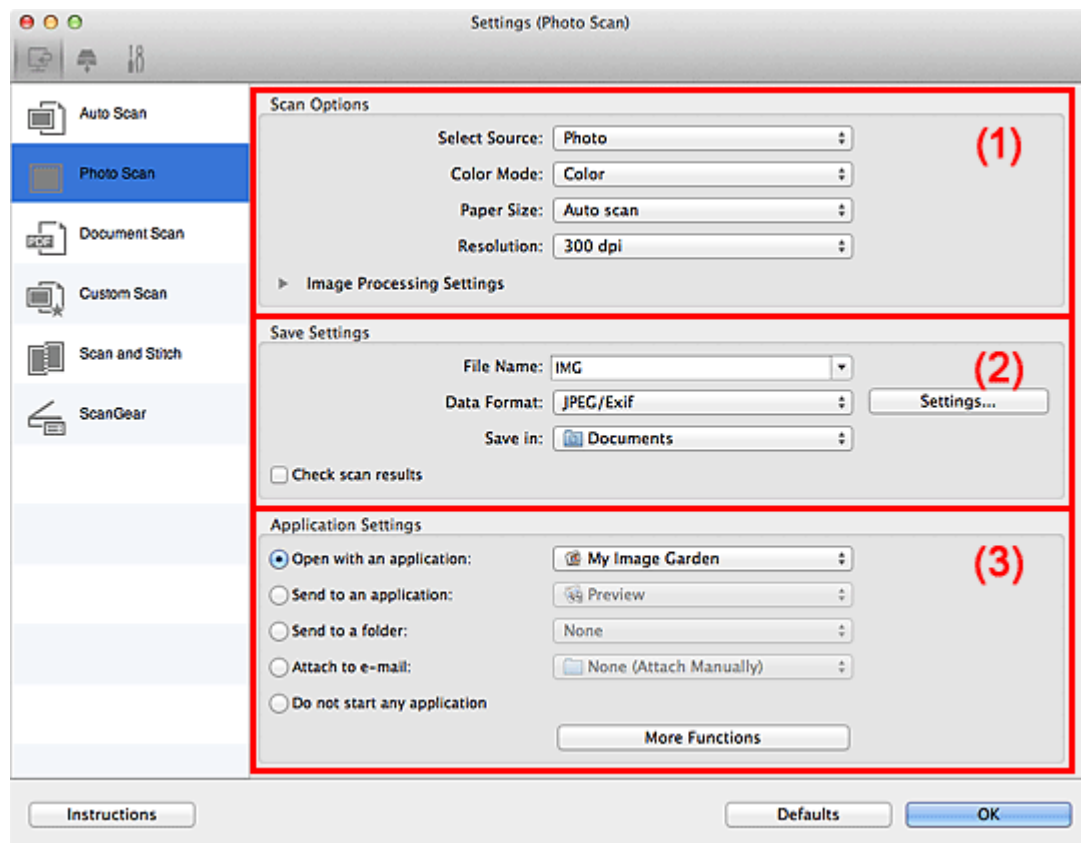 Settings (Photo Scan)
Auto Scan
Photo Scan
Document Scan
PDF
Custom Scan
Scan and Stitch
ScanGear
Scan Options
(1)
Select Source: Photo
Color Mode: Color
Paper Size: Auto scan
Resolution: 300 dpi
Image Processing Settings
Save Settings
(2)
File Name: IMG
Data Format: JPEG/Exif Settings...
Save in: Documents
Check scan results
Application Settings
(3)
Open with an application: My Image Garden
Send to an application: Preview
Send to a folder: None
Attach to e-mail: None (Attach Manually)
Do not start any application
More Functions
Instructions Defaults OK